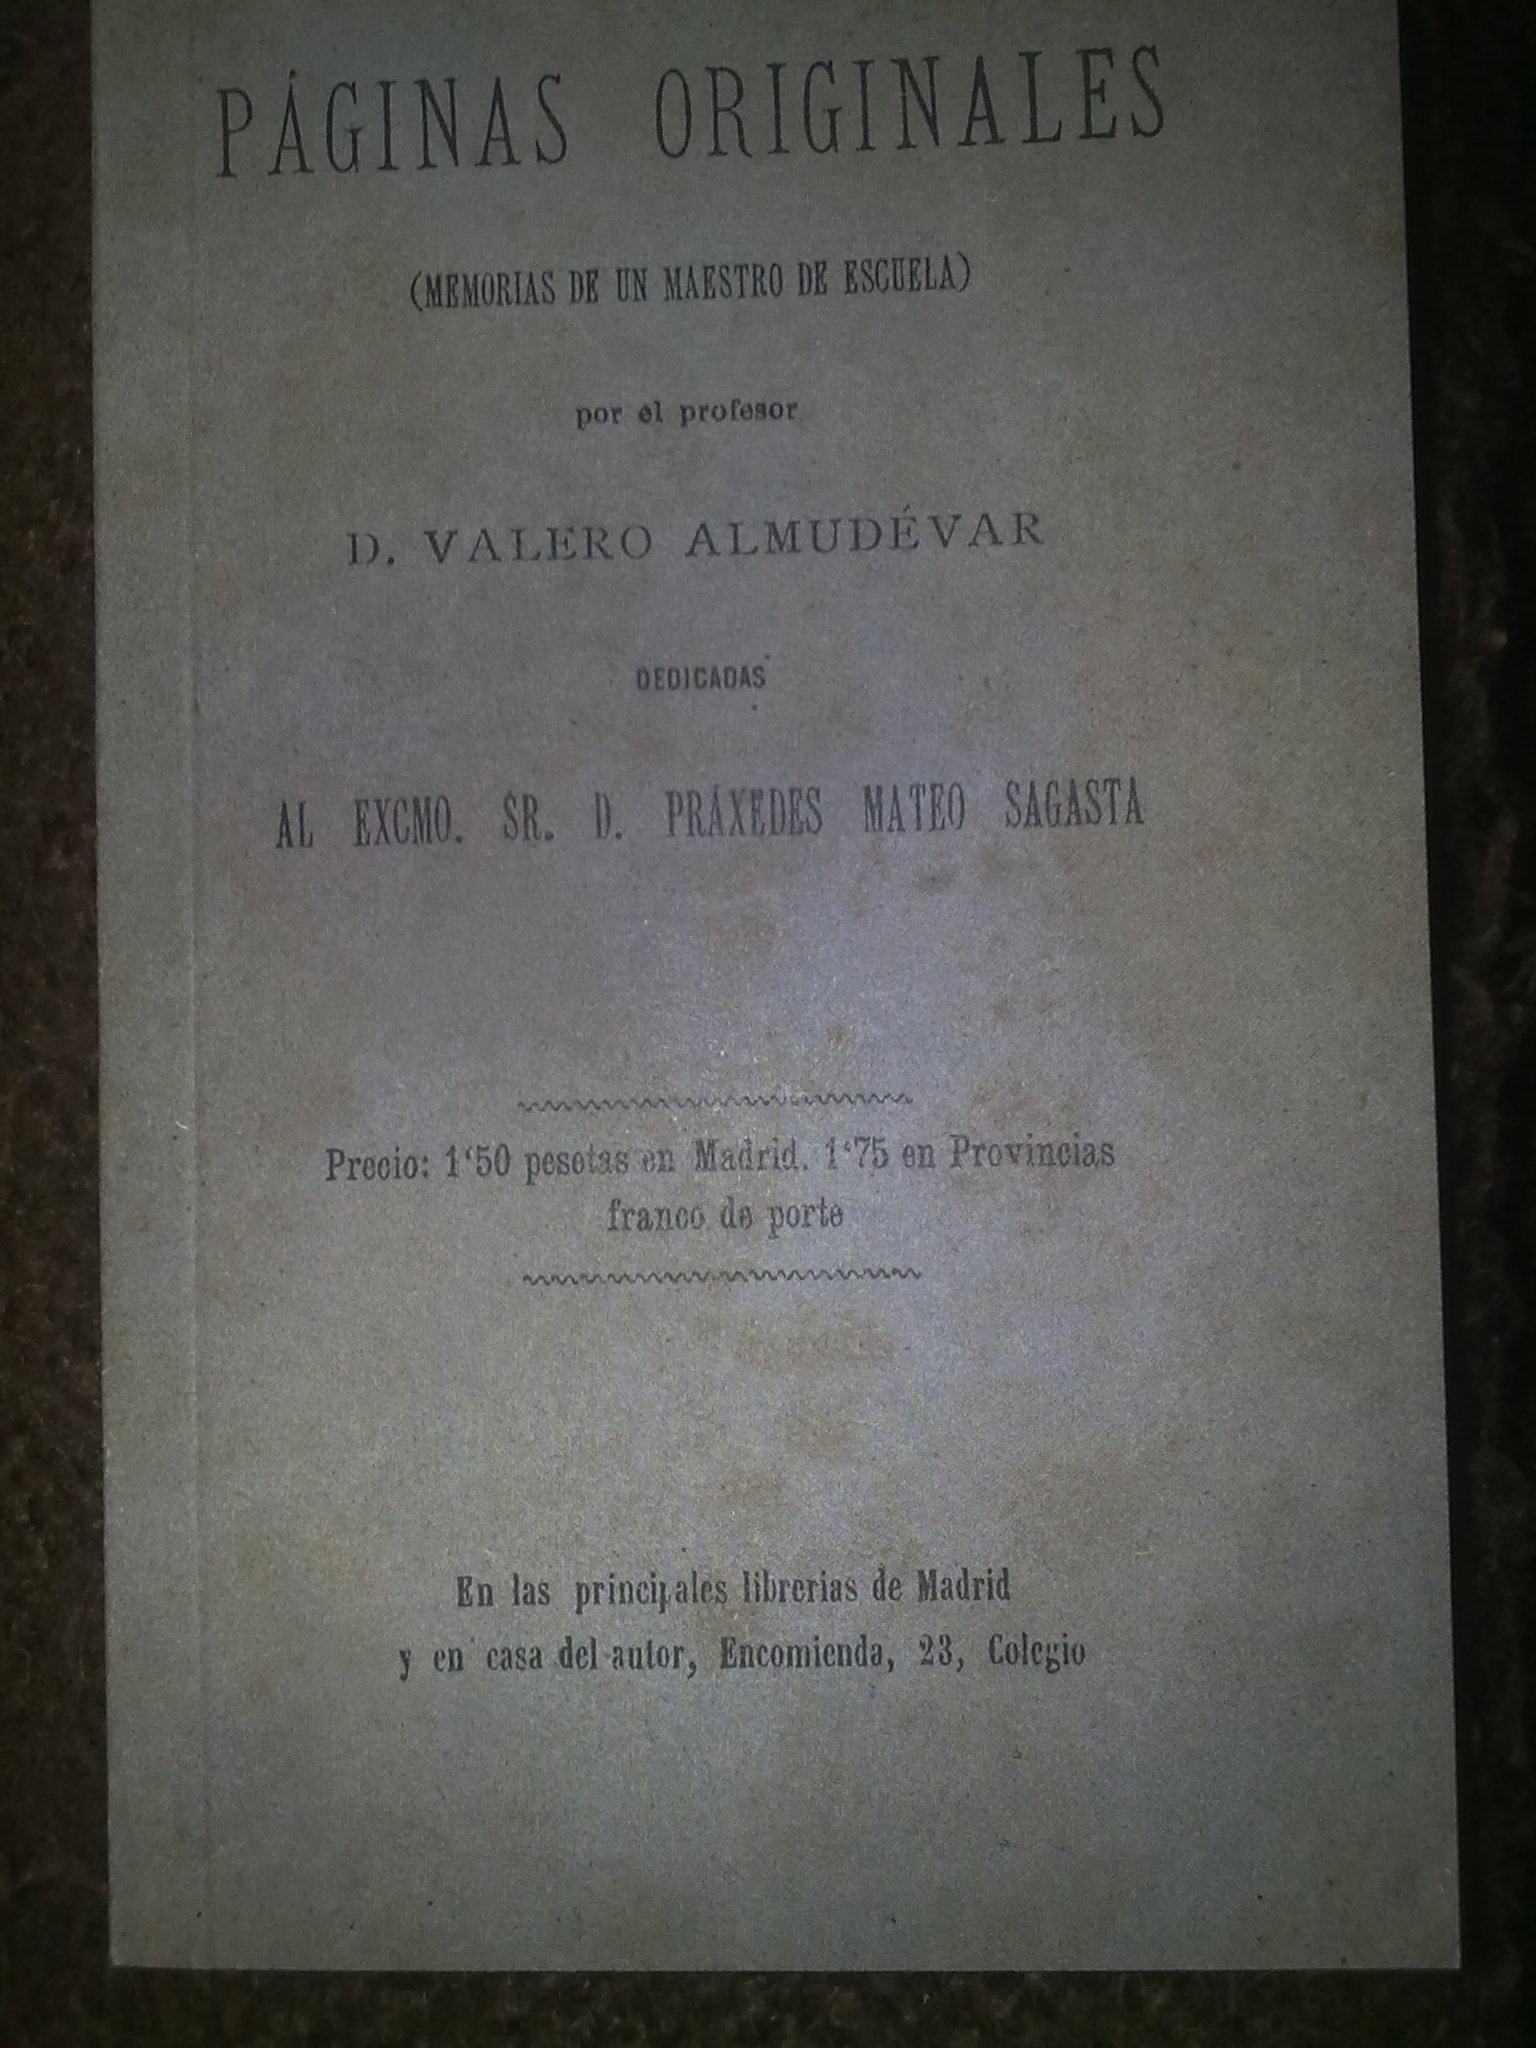 PÁGINAS ORIGINALES
(MEMORIAS DE UN MAESTRO DE ESCUELA)
por el profesor
D. VALERO ALMUDÉVAR
DEDICADAS
AL EXCMO. SR. D. PRÁXEDES MATEO SAGASTA
Precio: 1‘50 pesetas en Madrid. 1‘75 en Provincias
franco de porte
En las principales librerias de Madrid
y en casa del autor, Encomienda, 23, Colegio